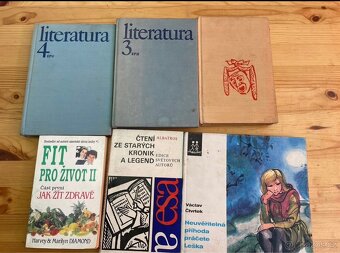 literatura
4.
literatura
3.
FIT
PRO ŽIVOT II
Část první
JAK ŽÍT ZDRAVĚ
Harvey & Marilyn DIAMOND
ALBATROS
ČTENÍ
ZE STARÝCH
KRONIK
A LEGEND
EDICE
SVĚTOVÝCH
AUTORŮ
esa
Václav
Čtvrtek
Neuvěřitelná
příhoda
práčete
Leška